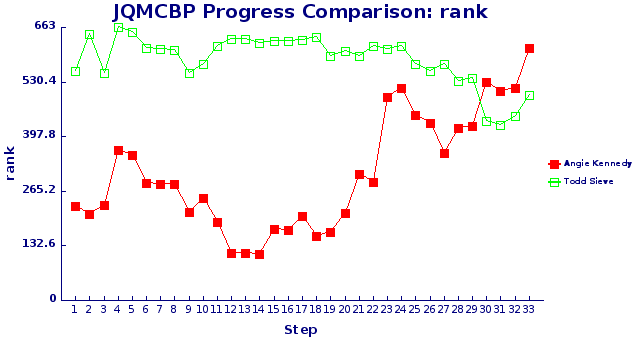 JQMCBP Progress Comparison: rank
663
530.4
397.8
265.2
132.6
0
rank
1 2 3 4 5 6 7 8 9 10 11 12 13 14 15 16 17 18 19 20 21 22 23 24 25 26 27 28 29 30 31 32 33
Step
Angie Kennedy
Todd Sieve